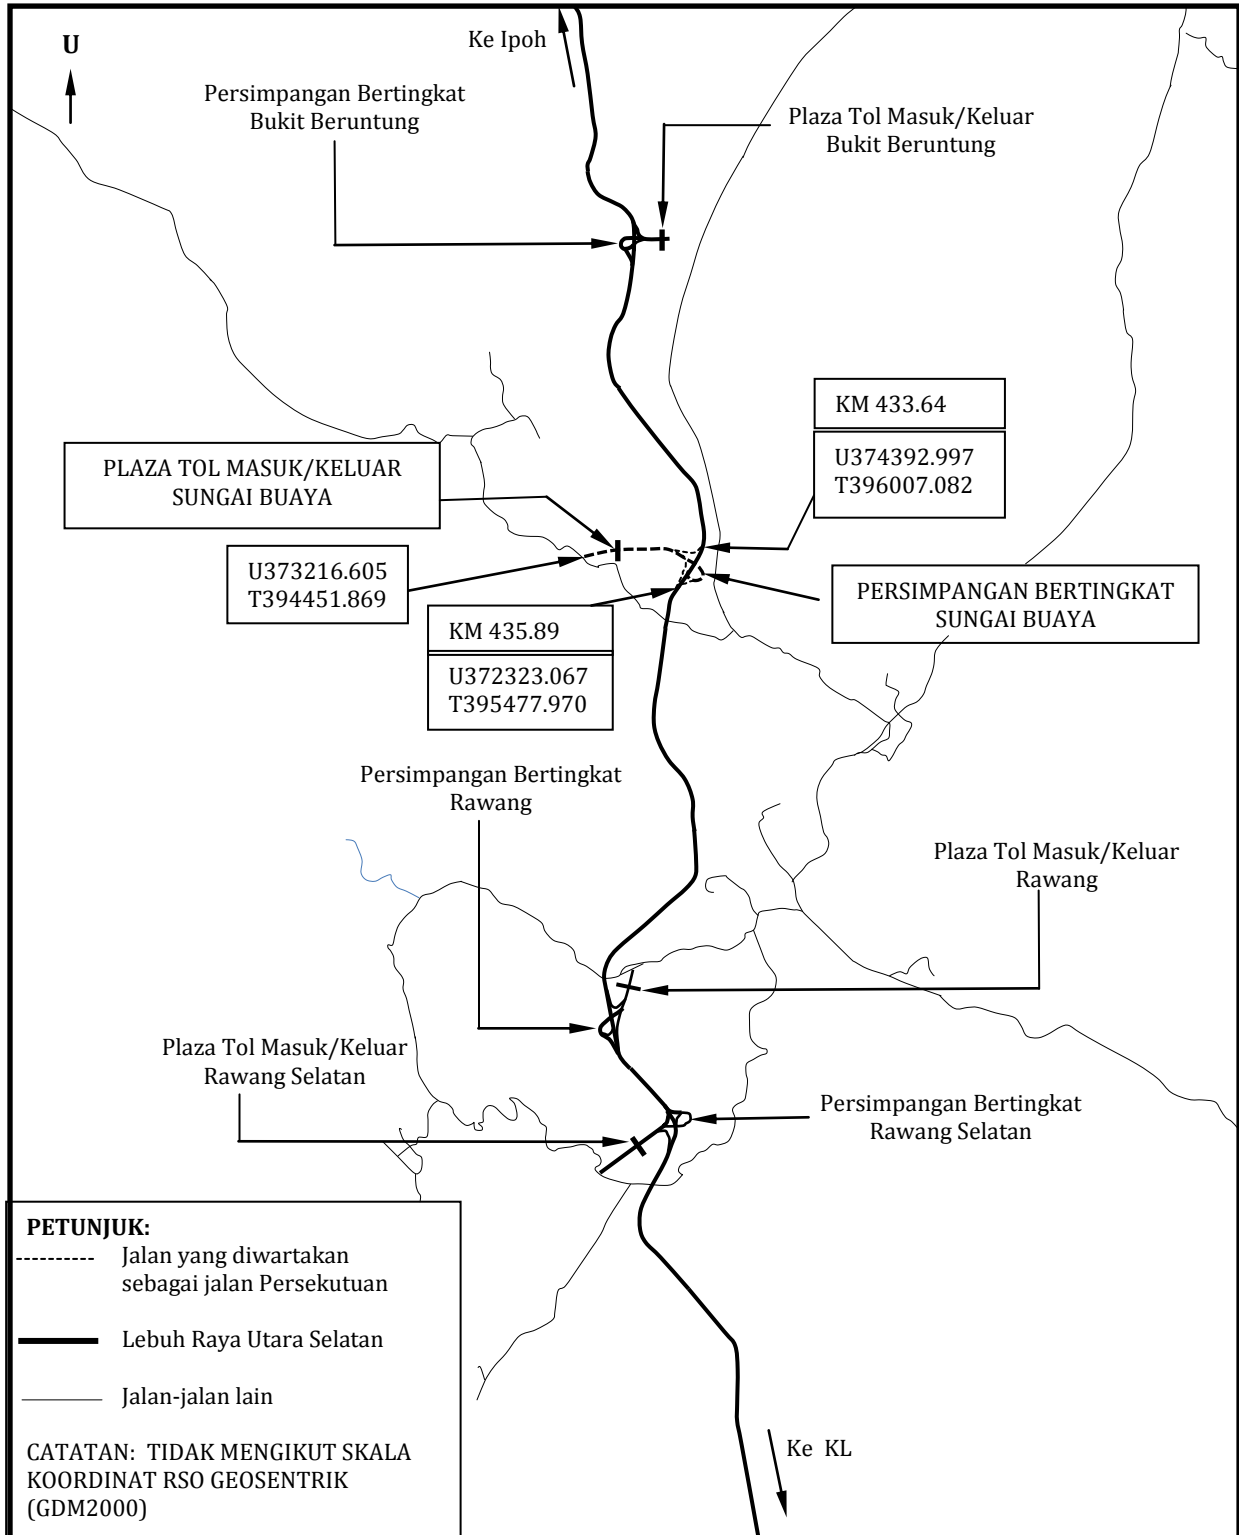 Ke Ipoh
U
Persimpangan Bertingkat
Bukit Beruntung
Plaza Tol Masuk/Keluar
Bukit Beruntung
KM 433.64
U374392.997
T396007.082
PLAZA TOL MASUK/KELUAR
SUNGAI BUAYA
U373216.605
T394451.869
PERSIMPANGAN BERTINGKAT
SUNGAI BUAYA
KM 435.89
U372323.067
T395477.970
Persimpangan Bertingkat
Rawang
Plaza Tol Masuk/Keluar
Rawang
Plaza Tol Masuk/Keluar
Rawang Selatan
Persimpangan Bertingkat
Rawang Selatan
PETUNJUK:
Jalan yang diwartakan
sebagai jalan Persekutuan
Lebuh Raya Utara Selatan
Jalan-jalan lain
CATATAN: TIDAK MENGIKUT SKALA
KOORDINAT RSO GEOSENTRIK
(GDM2000)
Ke KL